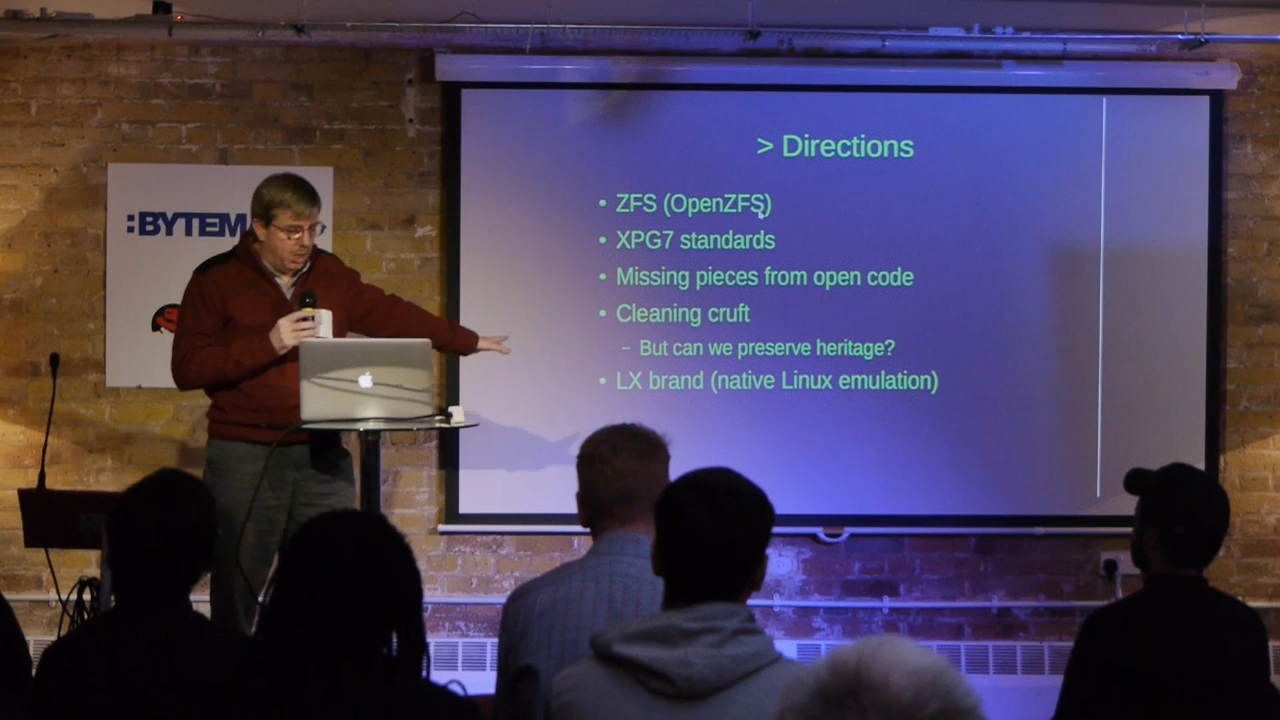 :BYTEM
> Directions
• ZFS (OpenZFS)
• XPG7 standards
• Missing pieces from open code
• Cleaning cruft
– But can we preserve heritage?
• LX brand (native Linux emulation)